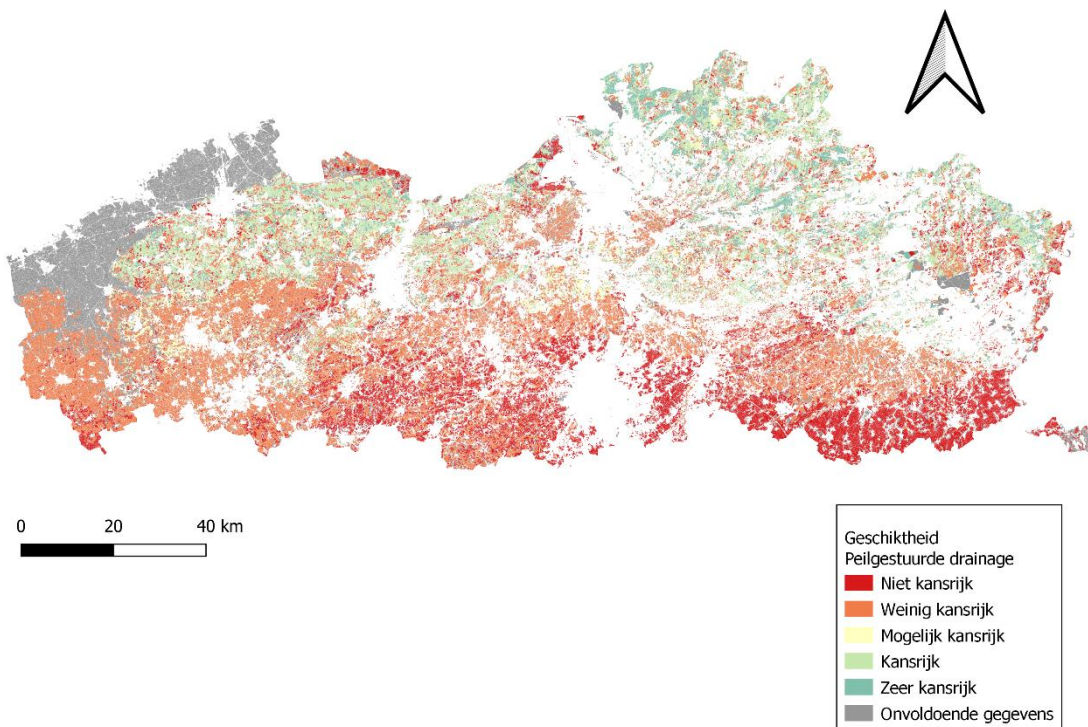 0 20 40 km
Geschiktheid
Peilgestuurde drainage
Niet kansrijk
Weinig kansrijk
Mogelijk kansrijk
Kansrijk
Zeer kansrijk
Onvoldoende gegevens